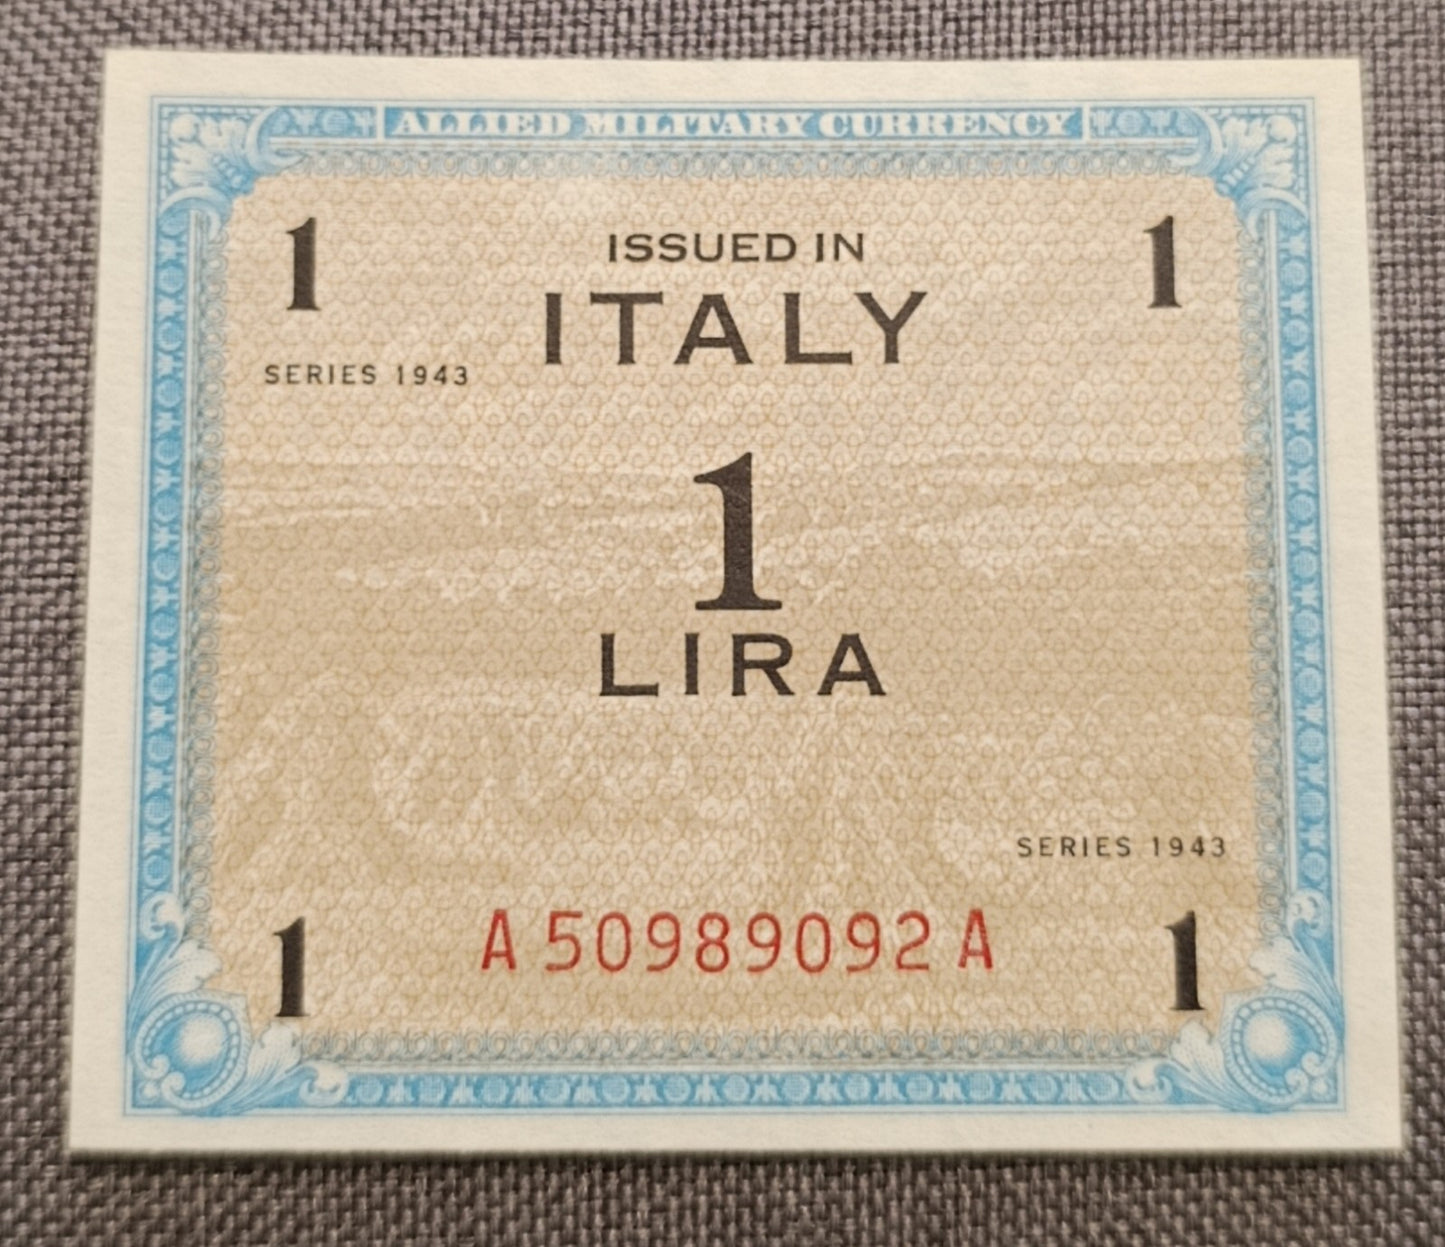 ALLIED MILITARY CURRENCY
1 ISSUED IN 1
ITALY
SERIES 1943
1
LIRA
SERIES 1943
1 A 50989092 A 1